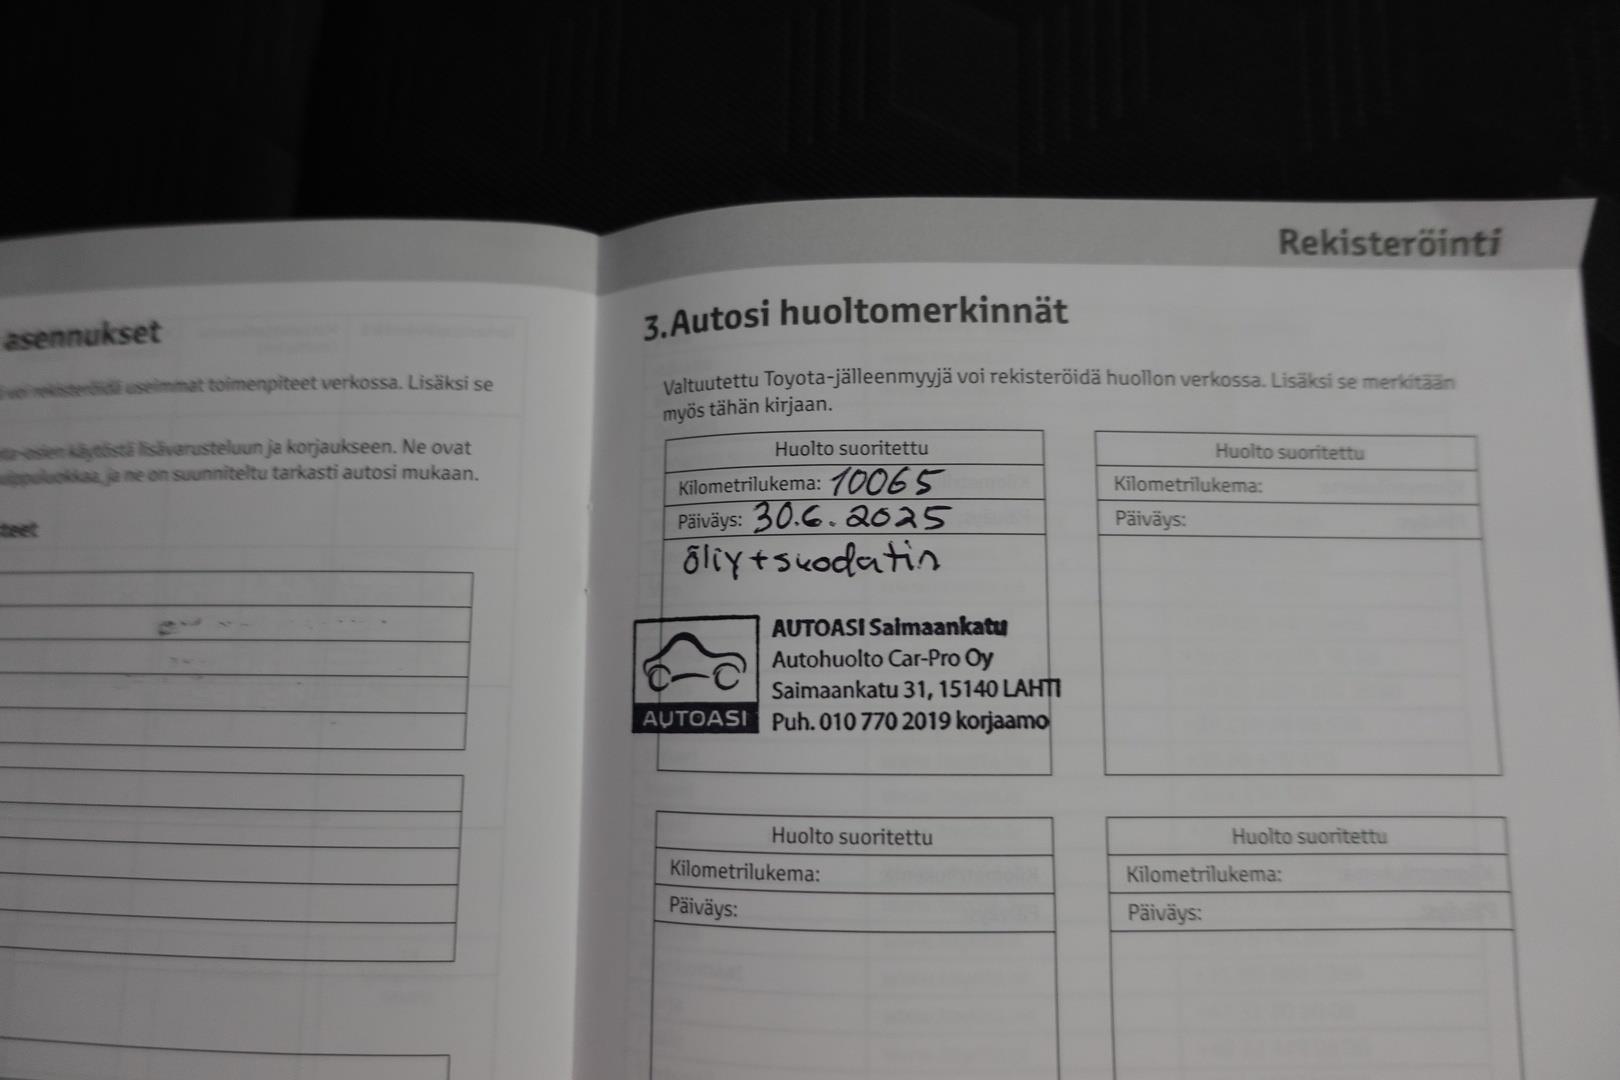 asennukset
voi rekisteröidä useimmat toimenpiteet verkossa. Lisäksi se
käytöstä lisävarusteluun ja korjaukseen. Ne ovat
ja ne on suunniteltu tarkasti autosi mukaan.
Rekisteröinti
3.Autosi huoltomerkinnät
Valtuutettu Toyota-jälleenmyyjä voi rekisteröidä huollon verkossa. Lisäksi se merkitään
myös tähän kirjaan.
Huolto suoritettu
Kilometrilukema: 10065
Päiväys: 30.6.2025
õliy+suodatin
AUTOASI
AUTOASI Saimaankatu
Autohuolto Car-Pro Oy
Saimaankatu 31, 15140 LAHTI
Puh. 010 770 2019 korjaamo
Huolto suoritettu
Kilometrilukema:
Päiväys:
Huolto suoritettu
Kilometrilukema:
Päiväys:
Huolto suoritettu
Kilometrilukema:
Päiväys: